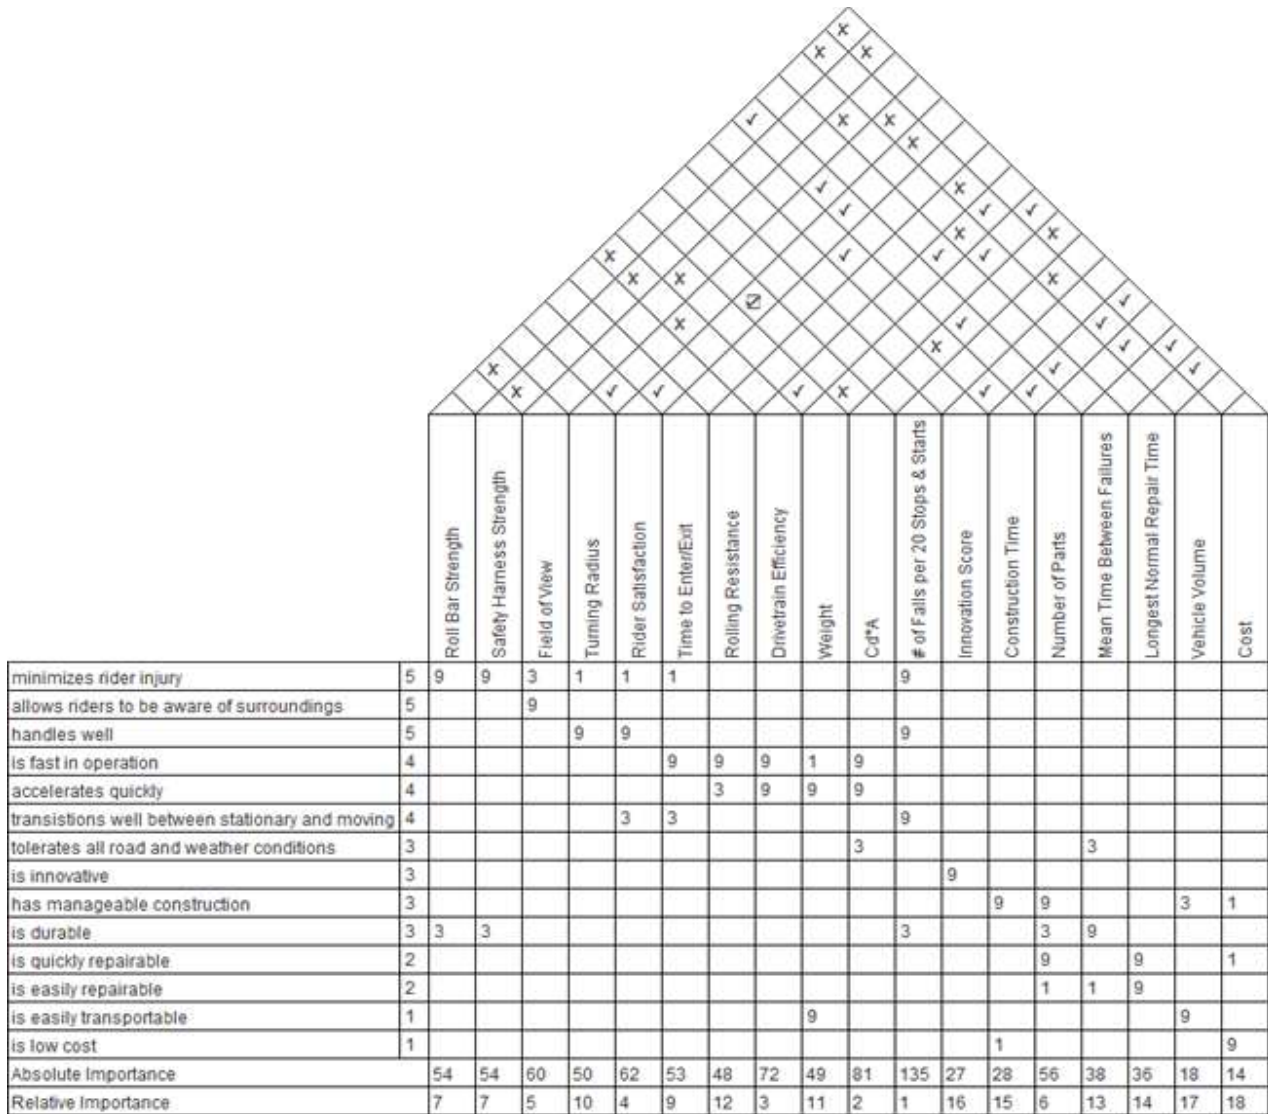 Roll Bar Strength
Safety Harness Strength
Field of View
Turning Radius
Rider Satisfaction
Time to Enter/Exit
Rolling Resistance
Drivetrain Efficiency
Weight
Cd*A
# of Falls per 20 Stops & Starts
Innovation Score
Construction Time
Number of Parts
Mean Time Between Failures
Longest Normal Repair Time
Vehicle Volume
Cost
minimizes rider injury 5 9 9 3 1 1 1 9
allows riders to be aware of surroundings 5 9
handles well 5 9 9 9
is fast in operation 4 9 9 9 1 9
accelerates quickly 4 3 9 9 9
transistions well between stationary and moving 4 3 3 9
tolerates all road and weather conditions 3 3 3
is innovative 3 9
has manageable construction 3 9 9 3 1
is durable 3 3 3 3 3 9
is quickly repairable 2 9 9 1
is easily repairable 2 1 1 9
is easily transportable 1 9 9
is low cost 1 1 9
Absolute Importance 54 54 60 50 62 53 48 72 49 81 135 27 28 56 38 36 18 14
Relative Importance 7 7 5 10 4 9 12 3 11 2 1 16 15 6 13 14 17 18